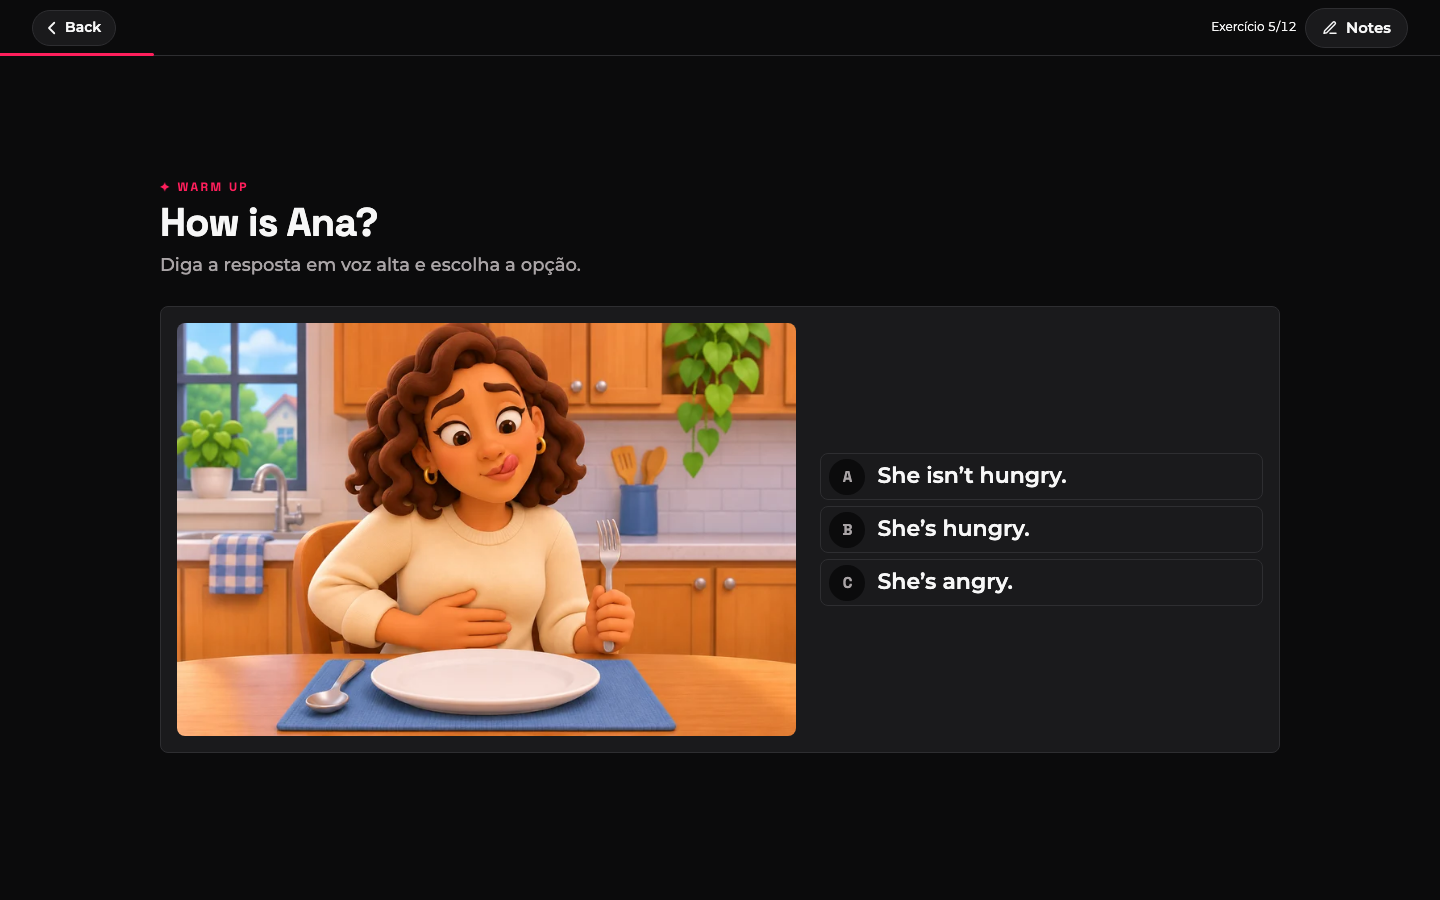 Back
Exercício 5/12
Notes
WARM UP
How is Ana?
Diga a resposta em voz alta e escolha a opção.
A She isn’t hungry.
B She’s hungry.
C She’s angry.